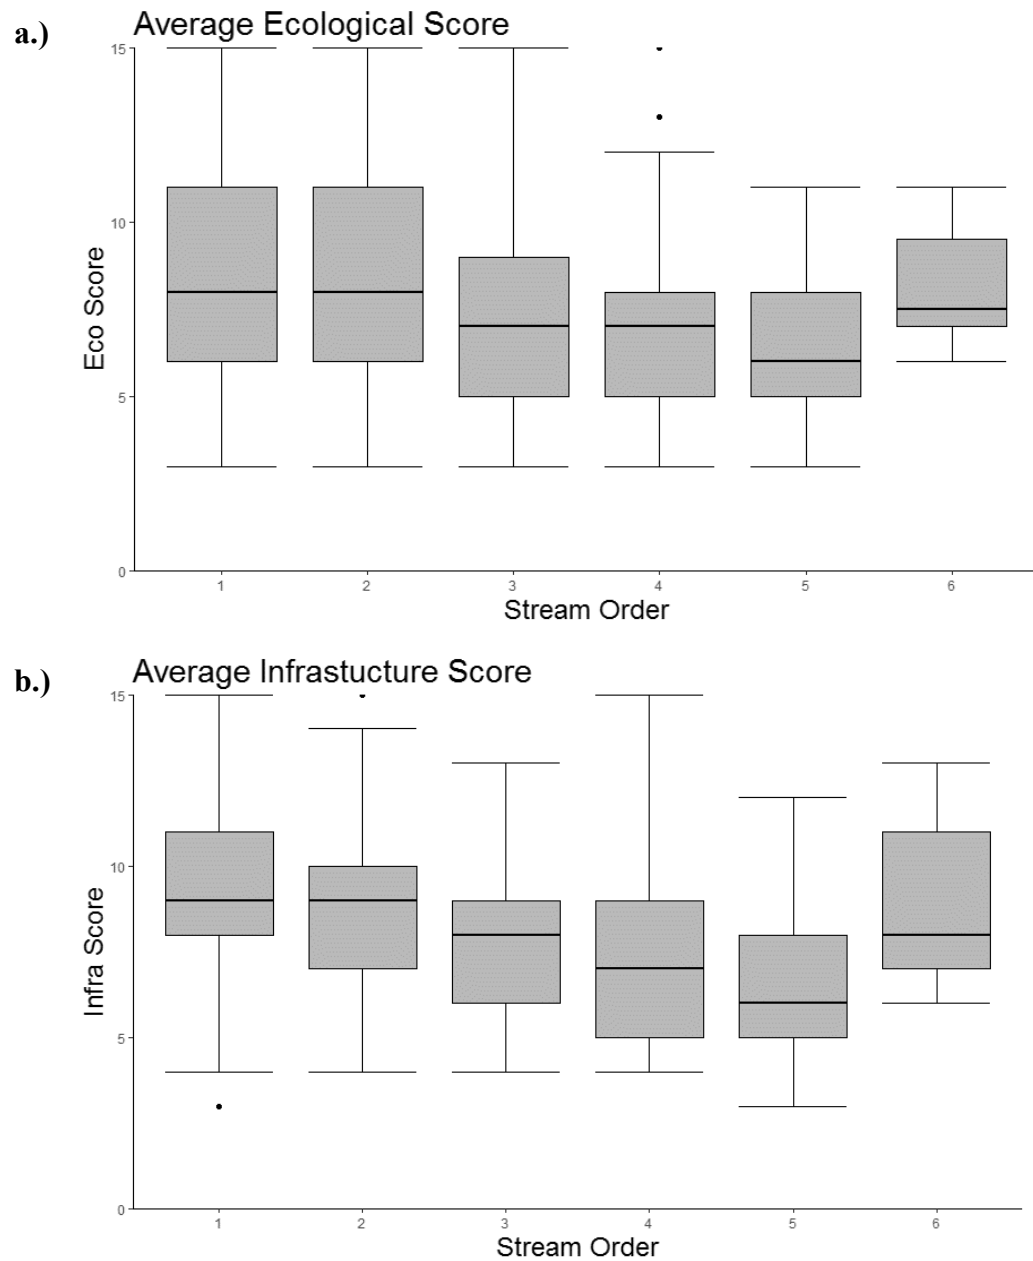 a.)
Average Ecological Score
15
10
5
0
Eco Score
1 2 3 4 5 6
Stream Order
b.)
Average Infrastucture Score
15
10
5
0
Infra Score
1 2 3 4 5 6
Stream Order